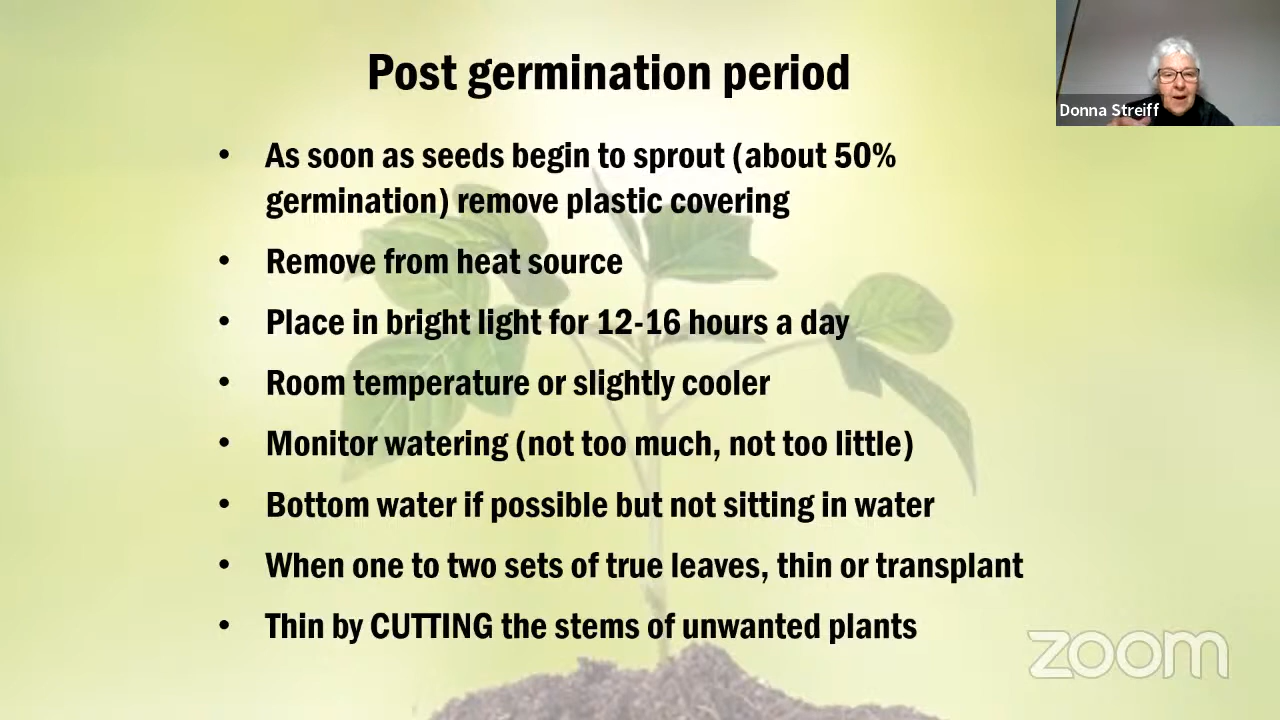 Post germination period
Donna Streiff
• As soon as seeds begin to sprout (about 50%
germination) remove plastic covering
• Remove from heat source
• Place in bright light for 12-16 hours a day
• Room temperature or slightly cooler
• Monitor watering (not too much, not too little)
• Bottom water if possible but not sitting in water
• When one to two sets of true leaves, thin or transplant
• Thin by CUTTING the stems of unwanted plants
zoom